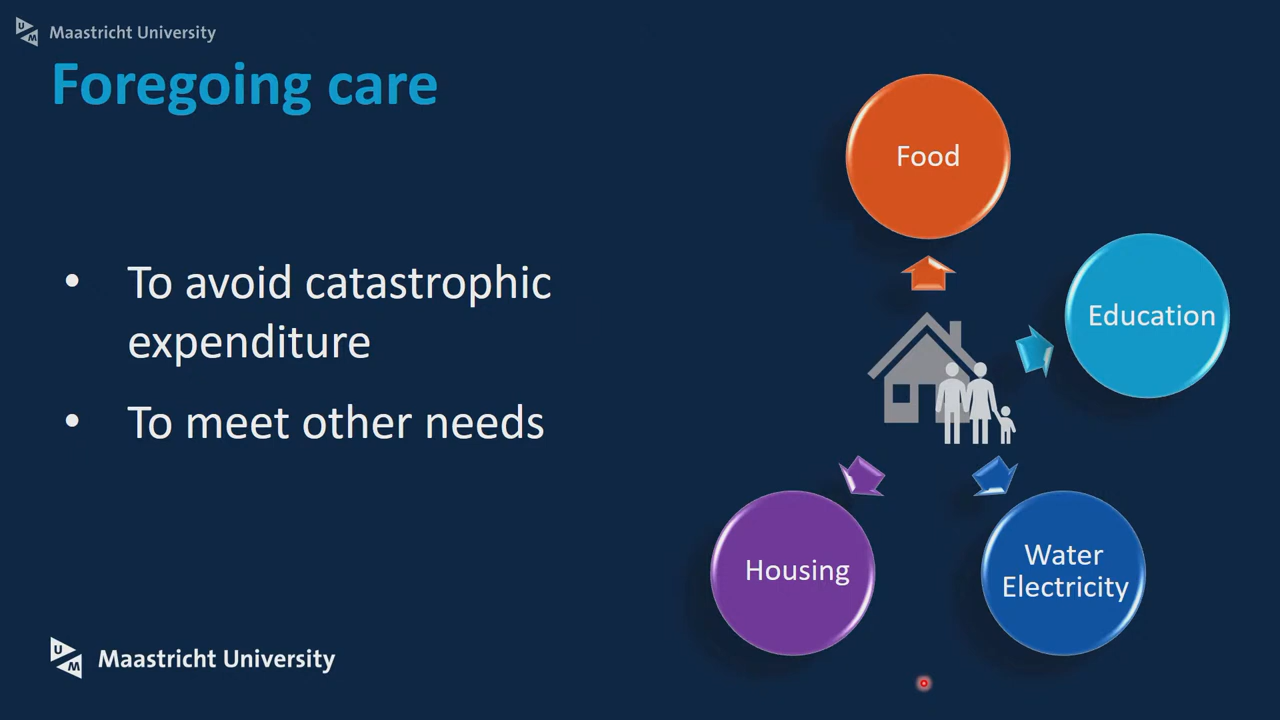 Maastricht University
Foregoing care
• To avoid catastrophic
expenditure
• To meet other needs
Food
Education
Water
Electricity
Housing
UM Maastricht University